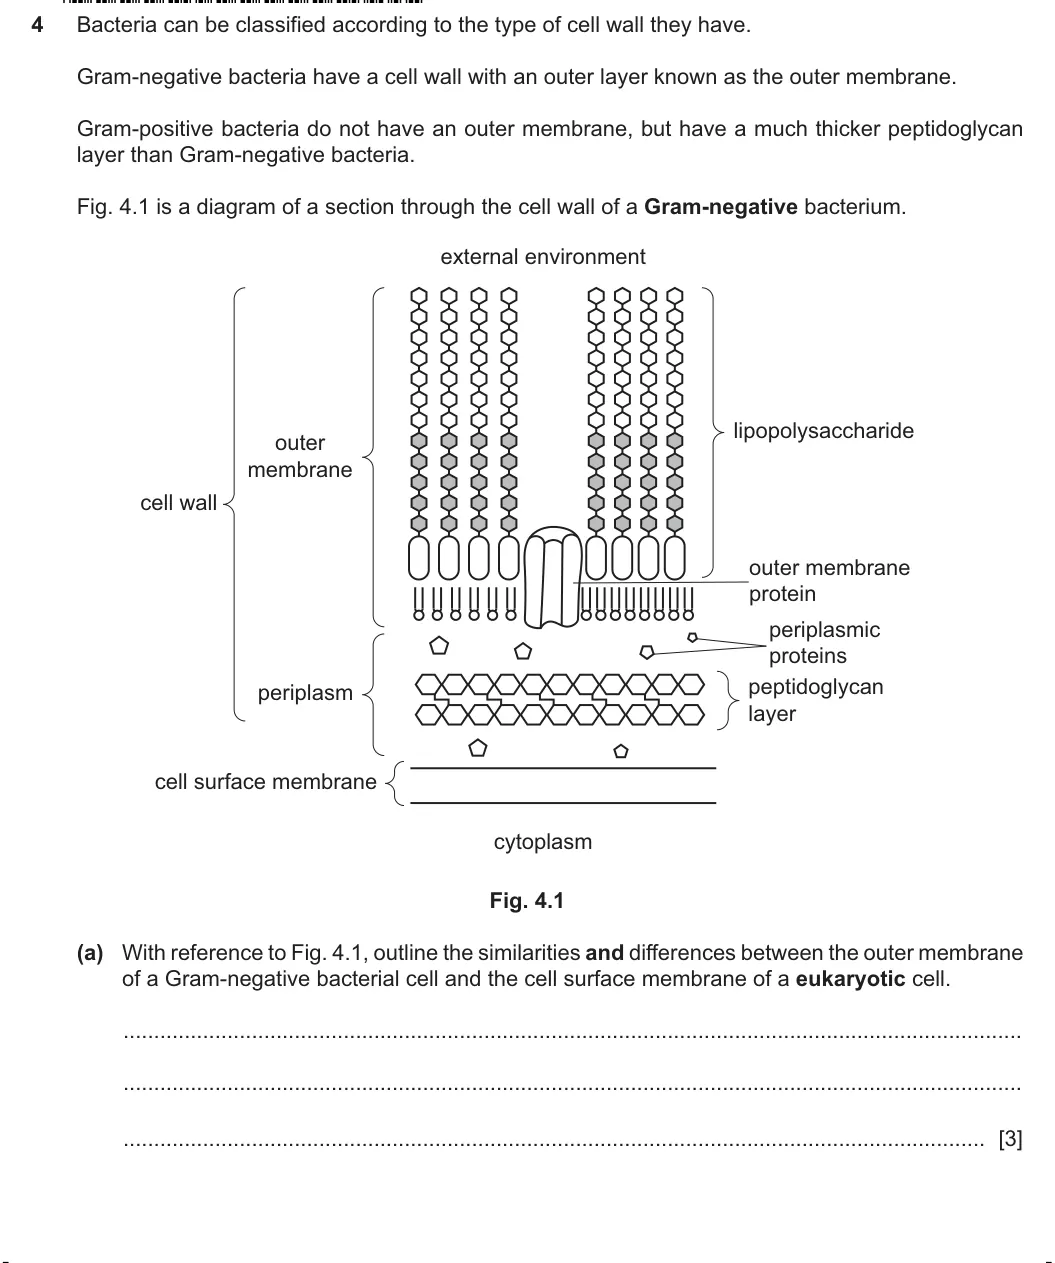 4 Bacteria can be classified according to the type of cell wall they have.
Gram-negative bacteria have a cell wall with an outer layer known as the outer membrane.
Gram-positive bacteria do not have an outer membrane, but have a much thicker peptidoglycan
layer than Gram-negative bacteria.
Fig. 4.1 is a diagram of a section through the cell wall of a Gram-negative bacterium.
external environment
lipopolysaccharide
outer
membrane
cell wall
outer membrane
protein
periplasmic
proteins
periplasm
peptidoglycan
layer
cell surface membrane
cytoplasm
Fig. 4.1
(a) With reference to Fig. 4.1, outline the similarities and differences between the outer membrane
of a Gram-negative bacterial cell and the cell surface membrane of a eukaryotic cell.
[3]